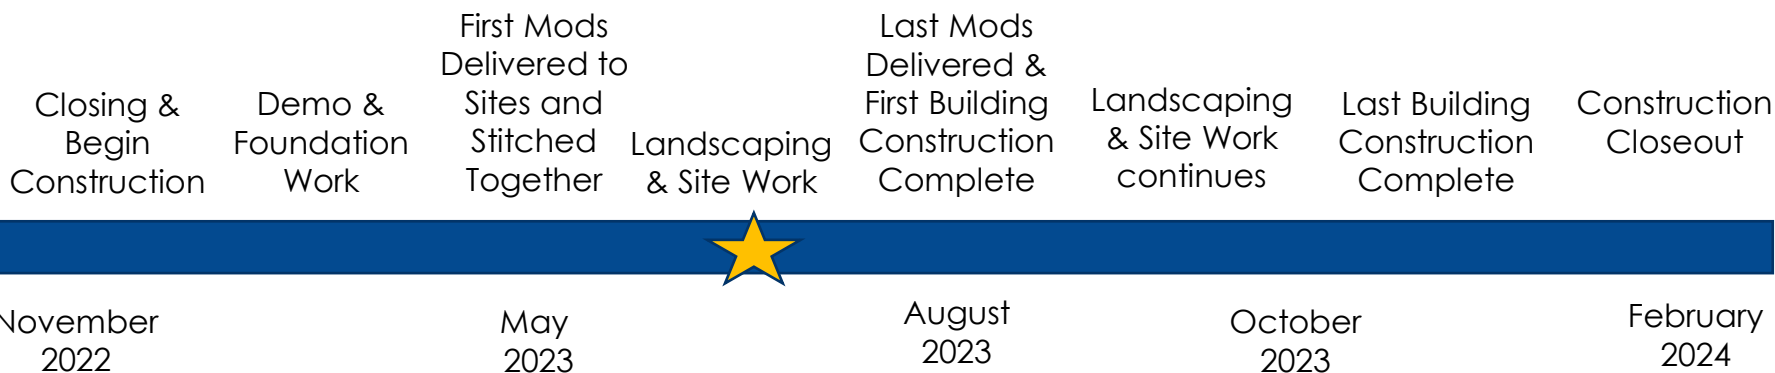 Closing &
Begin
Construction
Demo &
Foundation
Work
First Mods
Delivered to
Sites and
Stitched
Together
Landscaping
& Site Work
Last Mods
Delivered &
First Building
Construction
Complete
Landscaping
& Site Work
continues
Last Building
Construction
Complete
Construction
Closeout
November
2022
May
2023
August
2023
October
2023
February
2024